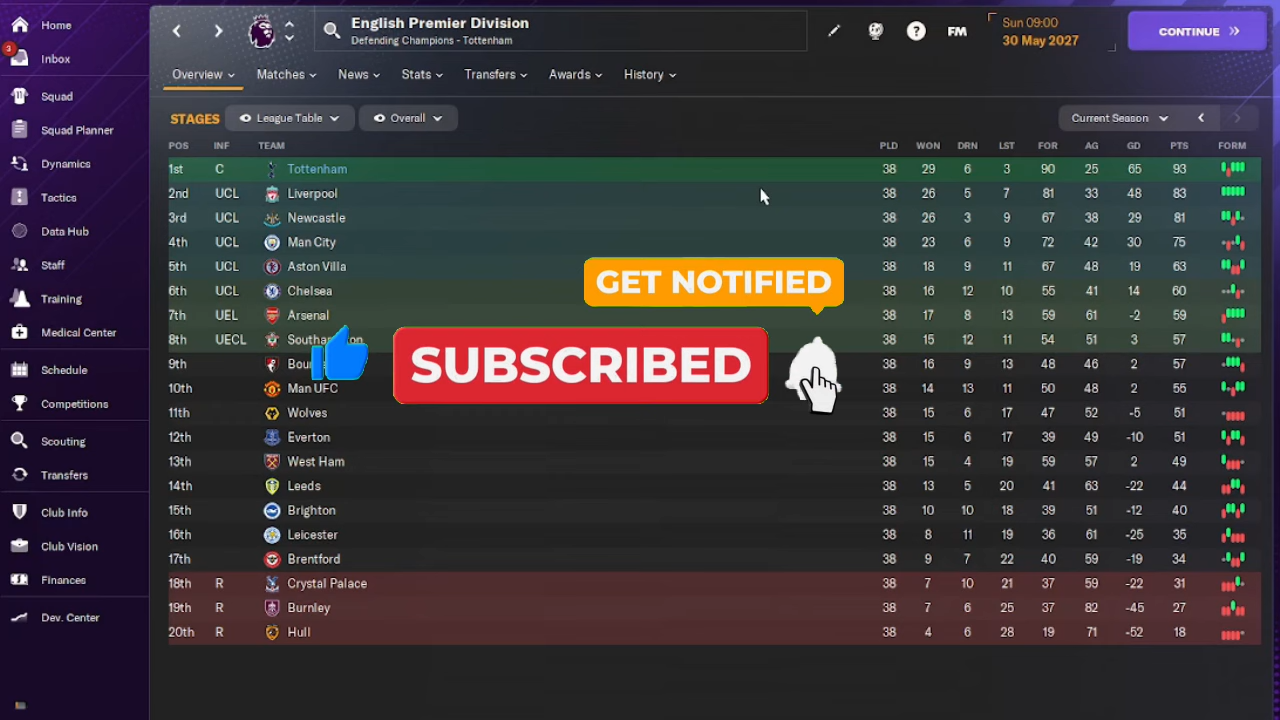 Home
3
Inbox
Squad
Squad Planner
Dynamics
Tactics
Data Hub
Staff
Training
Medical Center
Schedule
Competitions
Scouting
Transfers
Club Info
Club Vision
Finances
Dev. Center
English Premier Division
Defending Champions - Tottenham
? FM
Sun 09:00
30 May 2027
CONTINUE
Overview Matches News Stats Transfers Awards History
STAGES League Table Overall Current Season
POS INF TEAM PLD WON DRN LST FOR AG GD PTS FORM
1st C Tottenham 38 29 6 3 90 25 65 93
2nd UCL Liverpool 38 26 5 7 81 33 48 83
3rd UCL Newcastle 38 26 3 9 67 38 29 81
4th UCL Man City 38 23 6 9 72 42 30 75
5th UCL Aston Villa 38 18 9 11 67 48 19 63
6th UCL Chelsea 38 16 12 10 55 41 14 60
7th UEL Arsenal 38 17 8 13 59 61 -2 59
8th UECL 38 15 12 11 54 51 3 57
9th 38 16 9 13 48 46 2 57
10th Man UFC 38 14 13 11 50 48 2 55
11th Wolves 38 15 6 17 47 52 -5 51
12th Everton 38 15 6 17 39 49 -10 51
13th West Ham 38 15 4 19 59 57 2 49
14th Leeds 38 13 5 20 41 63 -22 44
15th Brighton 38 10 10 18 39 51 -12 40
16th Leicester 38 8 11 19 36 61 -25 35
17th Brentford 38 9 7 22 40 59 -19 34
18th R Crystal Palace 38 7 10 21 37 59 -22 31
19th R Burnley 38 7 6 25 37 82 -45 27
20th R Hull 38 4 6 28 19 71 -52 18
GET NOTIFIED
SUBSCRIBED